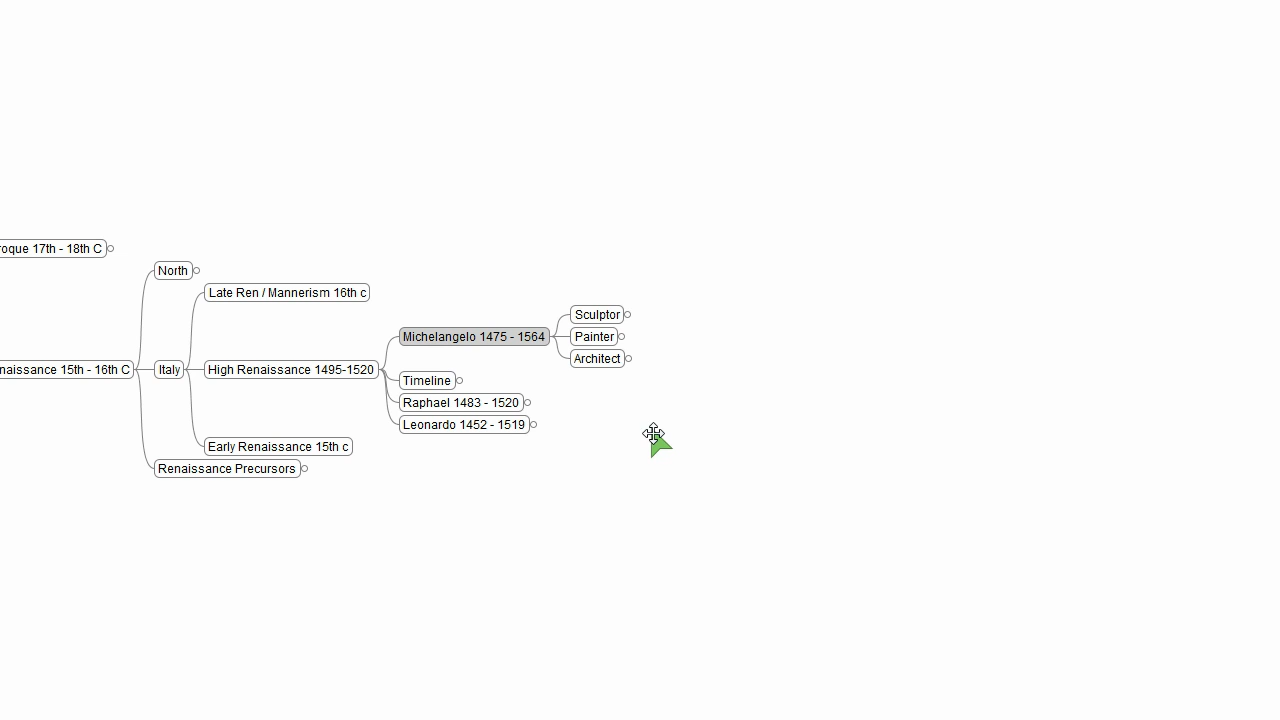 roque 17th - 18th C
North
Late Ren / Mannerism 16th c
Sculptor
Michelangelo 1475 - 1564
Painter
Architect
naissance 15th - 16th C
Italy
High Renaissance 1495-1520
Timeline
Raphael 1483 - 1520
Leonardo 1452 - 1519
Early Renaissance 15th c
Renaissance Precursors